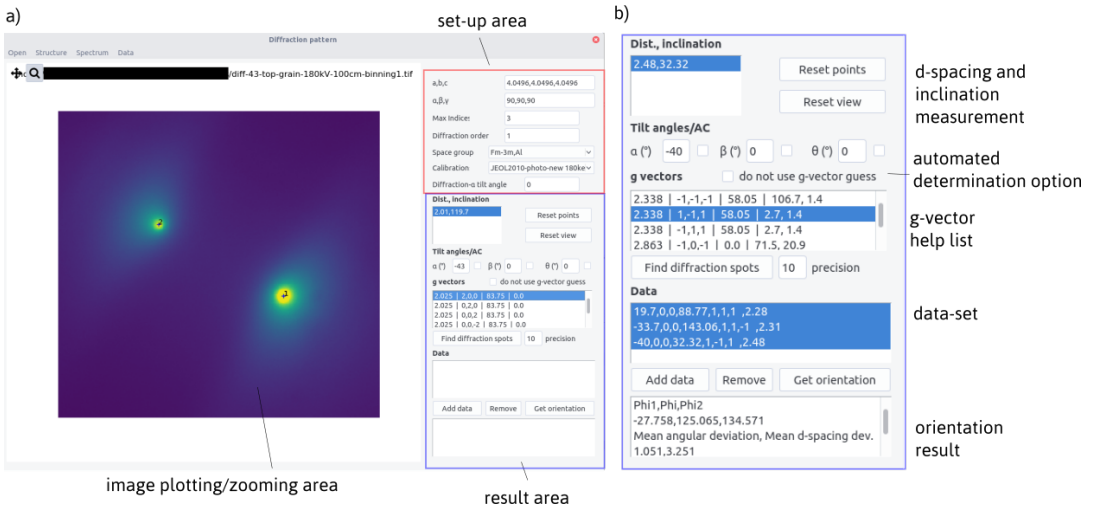 a)
set-up area
Diffraction pattern
Open Structure Spectrum Data
/diff-43-top-grain-180kV-100cm-binning1.tif
a,b,c 4.0496,4.0496,4.0496
α,β,γ 90,90,90
Max Indice: 3
Diffraction order 1
Space group Fm-3m,Al
Calibration JEOL2010-photo-new 180ke
Diffraction-α tilt angle 0
Dist., inclination
2.01,119.7
Reset points
Reset view
Tilt angles/AC
α (°) -43 β (°) 0 θ (°) 0
g vectors do not use g-vector guess
2.025 | 2,0,0 | 83.75 | 0.0
2.025 | 0,2,0 | 83.75 | 0.0
2.025 | 0,0,2 | 83.75 | 0.0
2.025 | 0,0,-2 | 83.75 | 0.0
Find diffraction spots 10 precision
Data
Add data Remove Get orientation
image plotting/zooming area
result area
b)
Dist., inclination
2.48,32.32
Reset points
Reset view
Tilt angles/AC
α (°) -40 β (°) 0 θ (°) 0
g vectors do not use g-vector guess
2.338 | -1,-1,-1 | 58.05 | 106.7, 1.4
2.338 | 1,-1,1 | 58.05 | 2.7, 1.4
2.338 | -1,1,1 | 58.05 | 2.7, 1.4
2.863 | -1,0,-1 | 0.0 | 71.5, 20.9
Find diffraction spots 10 precision
Data
19.7,0,0,88.77,1,1,1 ,2.28
-33.7,0,0,143.06,1,1,-1 ,2.31
-40,0,0,32.32,1,-1,1 ,2.48
Add data Remove Get orientation
Phi1,Phi,Phi2
-27.758,125.065,134.571
Mean angular deviation, Mean d-spacing dev.
1.051,3.251
d-spacing and
inclination
measurement
automated
determination option
g-vector
help list
data-set
orientation
result